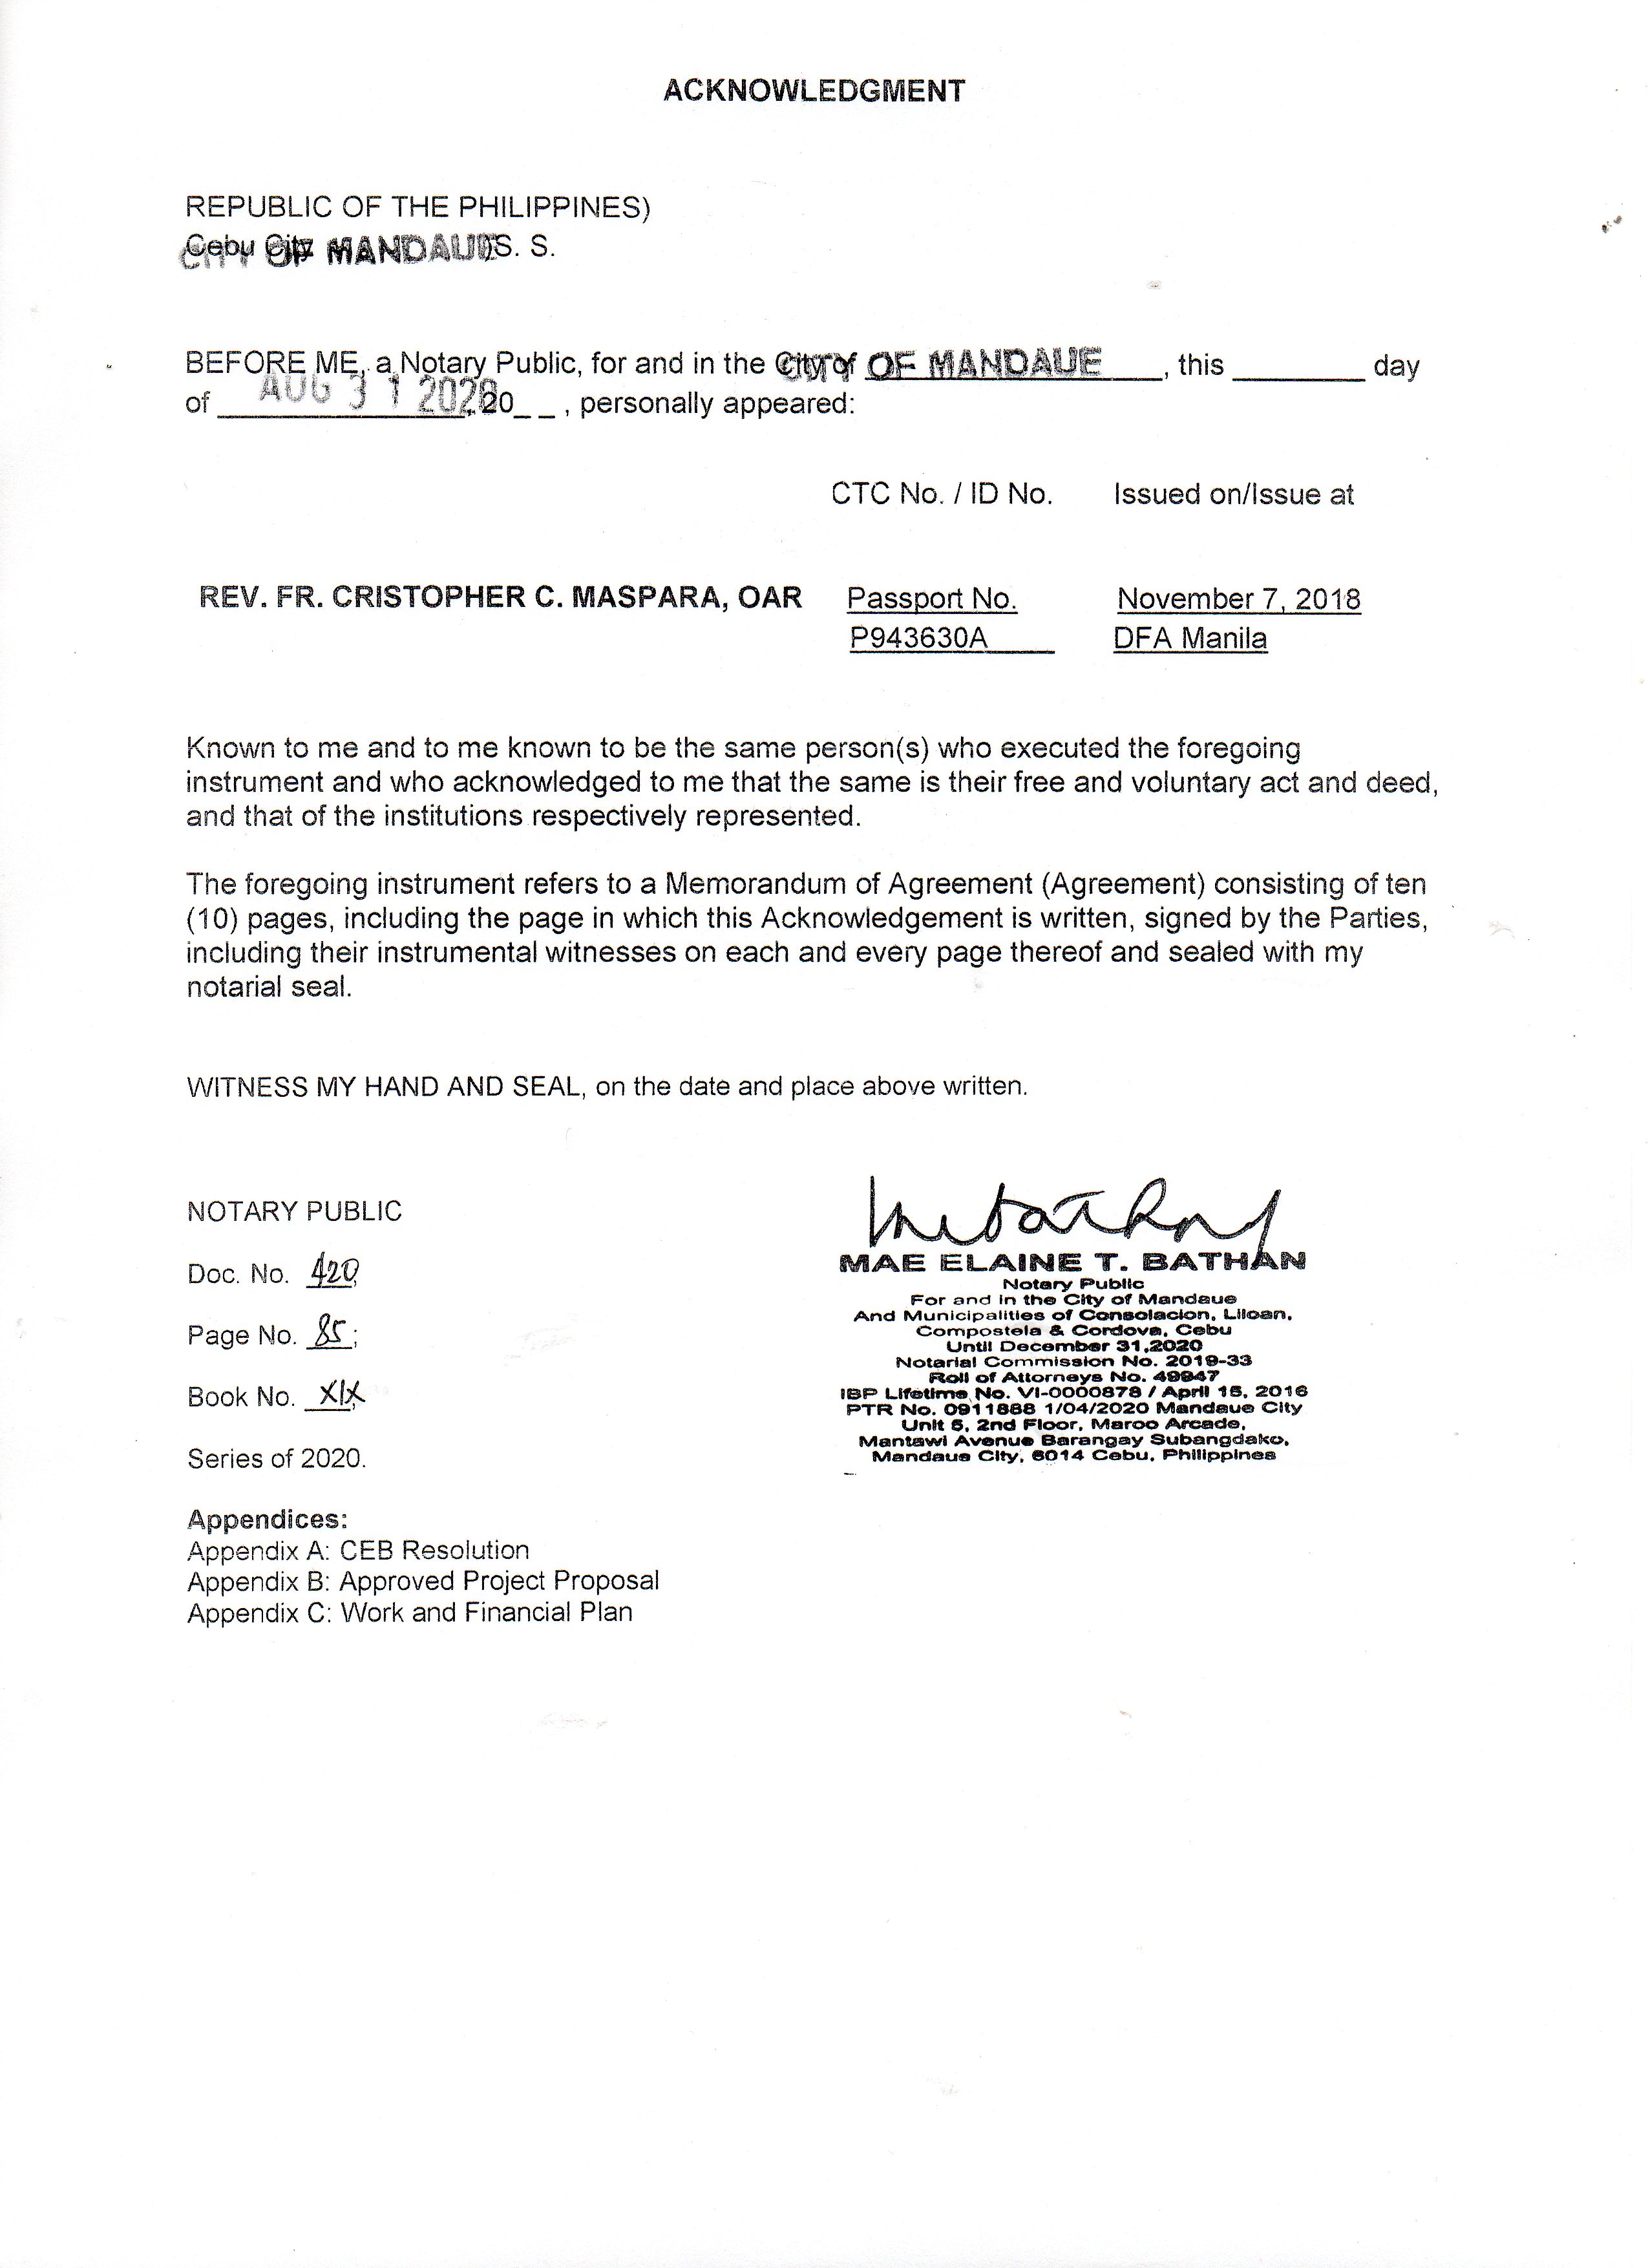 ACKNOWLEDGMENT
REPUBLIC OF THE PHILIPPINES)
Cebu City CITY OF MANDAUE)S. S.
BEFORE ME, a Notary Public, for and in the City of CITY OF MANDAUE, this ________ day
of AUG 31 2020, 20_ _ , personally appeared:
CTC No. / ID No. Issued on/Issue at
REV. FR. CRISTOPHER C. MASPARA, OAR Passport No. November 7, 2018
P943630A____ DFA Manila
Known to me and to me known to be the same person(s) who executed the foregoing
instrument and who acknowledged to me that the same is their free and voluntary act and deed,
and that of the institutions respectively represented.
The foregoing instrument refers to a Memorandum of Agreement (Agreement) consisting of ten
(10) pages, including the page in which this Acknowledgement is written, signed by the Parties,
including their instrumental witnesses on each and every page thereof and sealed with my
notarial seal.
WITNESS MY HAND AND SEAL, on the date and place above written.
NOTARY PUBLIC
Doc. No. 420
Page No. 85;
Book No. XIX
Series of 2020.
MAE ELAINE T. BATHAN
Notary Public
For and in the City of Mandaue
And Municipalities of Consolacion, Liloan,
Compostela & Cordova, Cebu
Until December 31,2020
Notarial Commission No. 2019-33
Roll of Attorneys No. 49947
IBP Lifetime No. VI-0000878 / April 15, 2016
PTR No. 0911888 1/04/2020 Mandaue City
Unit 5, 2nd Floor, Maroo Arcade,
Mantawi Avenue Barangay Subangdako,
Mandaue City, 6014 Cebu, Philippines
Appendices:
Appendix A: CEB Resolution
Appendix B: Approved Project Proposal
Appendix C: Work and Financial Plan